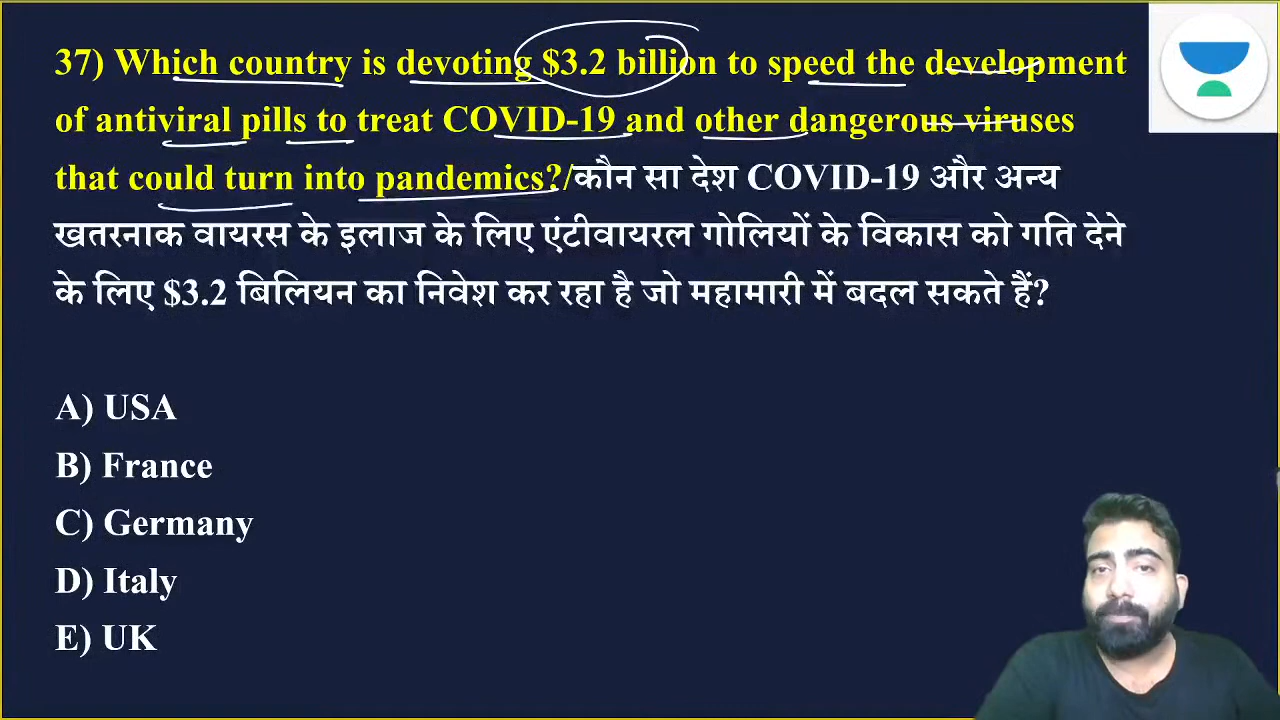 37) Which country is devoting $3.2 billion to speed the development
of antiviral pills to treat COVID-19 and other dangerous viruses
that could turn into pandemics?/कौन सा देश COVID-19 और अन्य
खतरनाक वायरस के इलाज के लिए एंटीवायरल गोलियों के विकास को गति देने
के लिए $3.2 बिलियन का निवेश कर रहा है जो महामारी में बदल सकते हैं?
A) USA
B) France
C) Germany
D) Italy
E) UK